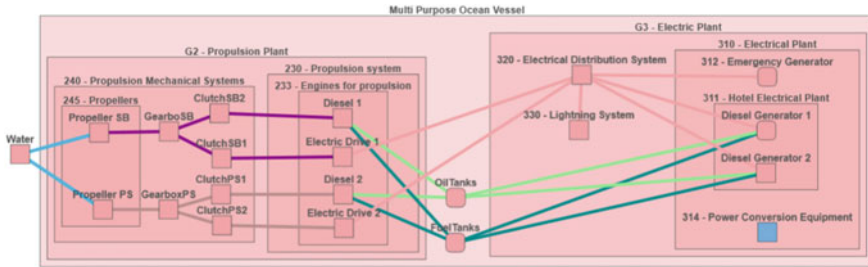 Multi Purpose Ocean Vessel
G2 - Propulsion Plant
G3 - Electric Plant
240 - Propulsion Mechanical Systems
230 - Propulsion system
310 - Electrical Plant
245 - Propellers
233 - Engines for propulsion
320 - Electrical Distribution System
312 - Emergency Generator
Propeller SB
GearboSB
ClutchSB2
Diesel 1
311 - Hotel Electrical Plant
330 - Lightning System
Diesel Generator 1
Water
ClutchSB1
Electric Drive 1
Diesel Generator 2
Propeller PS
GearboxPS
ClutchPS1
Diesel 2
OilTanks
ClutchPS2
Electric Drive 2
314 - Power Conversion Equipment
FuelTanks